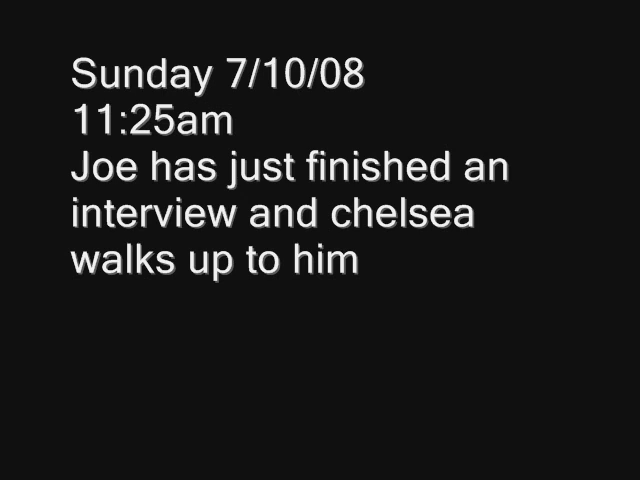 Sunday 7/10/08
11:25am
Joe has just finished an
interview and chelsea
walks up to him